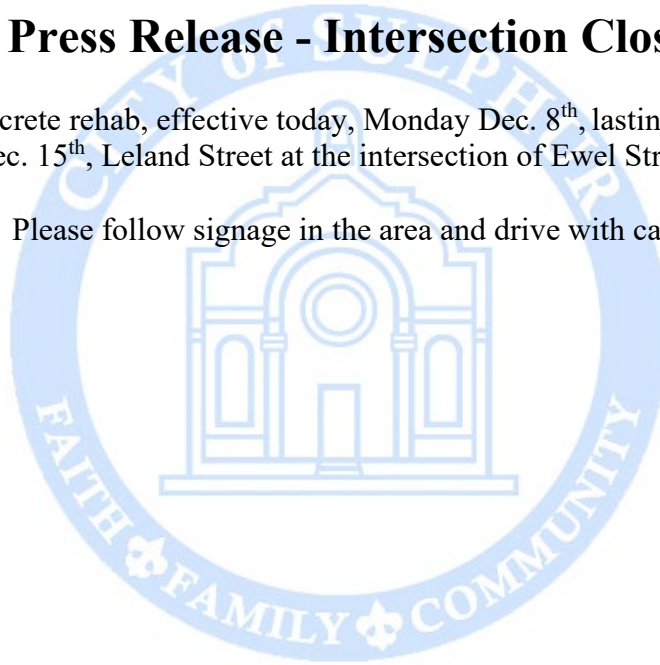 Press Release - Intersection Clos
crete rehab, effective today, Monday Dec. 8th, lastin
ec. 15th, Leland Street at the intersection of Ewel Str
Please follow signage in the area and drive with ca
CITY OF SULPHUR
FAITH FAMILY COMMUNITY